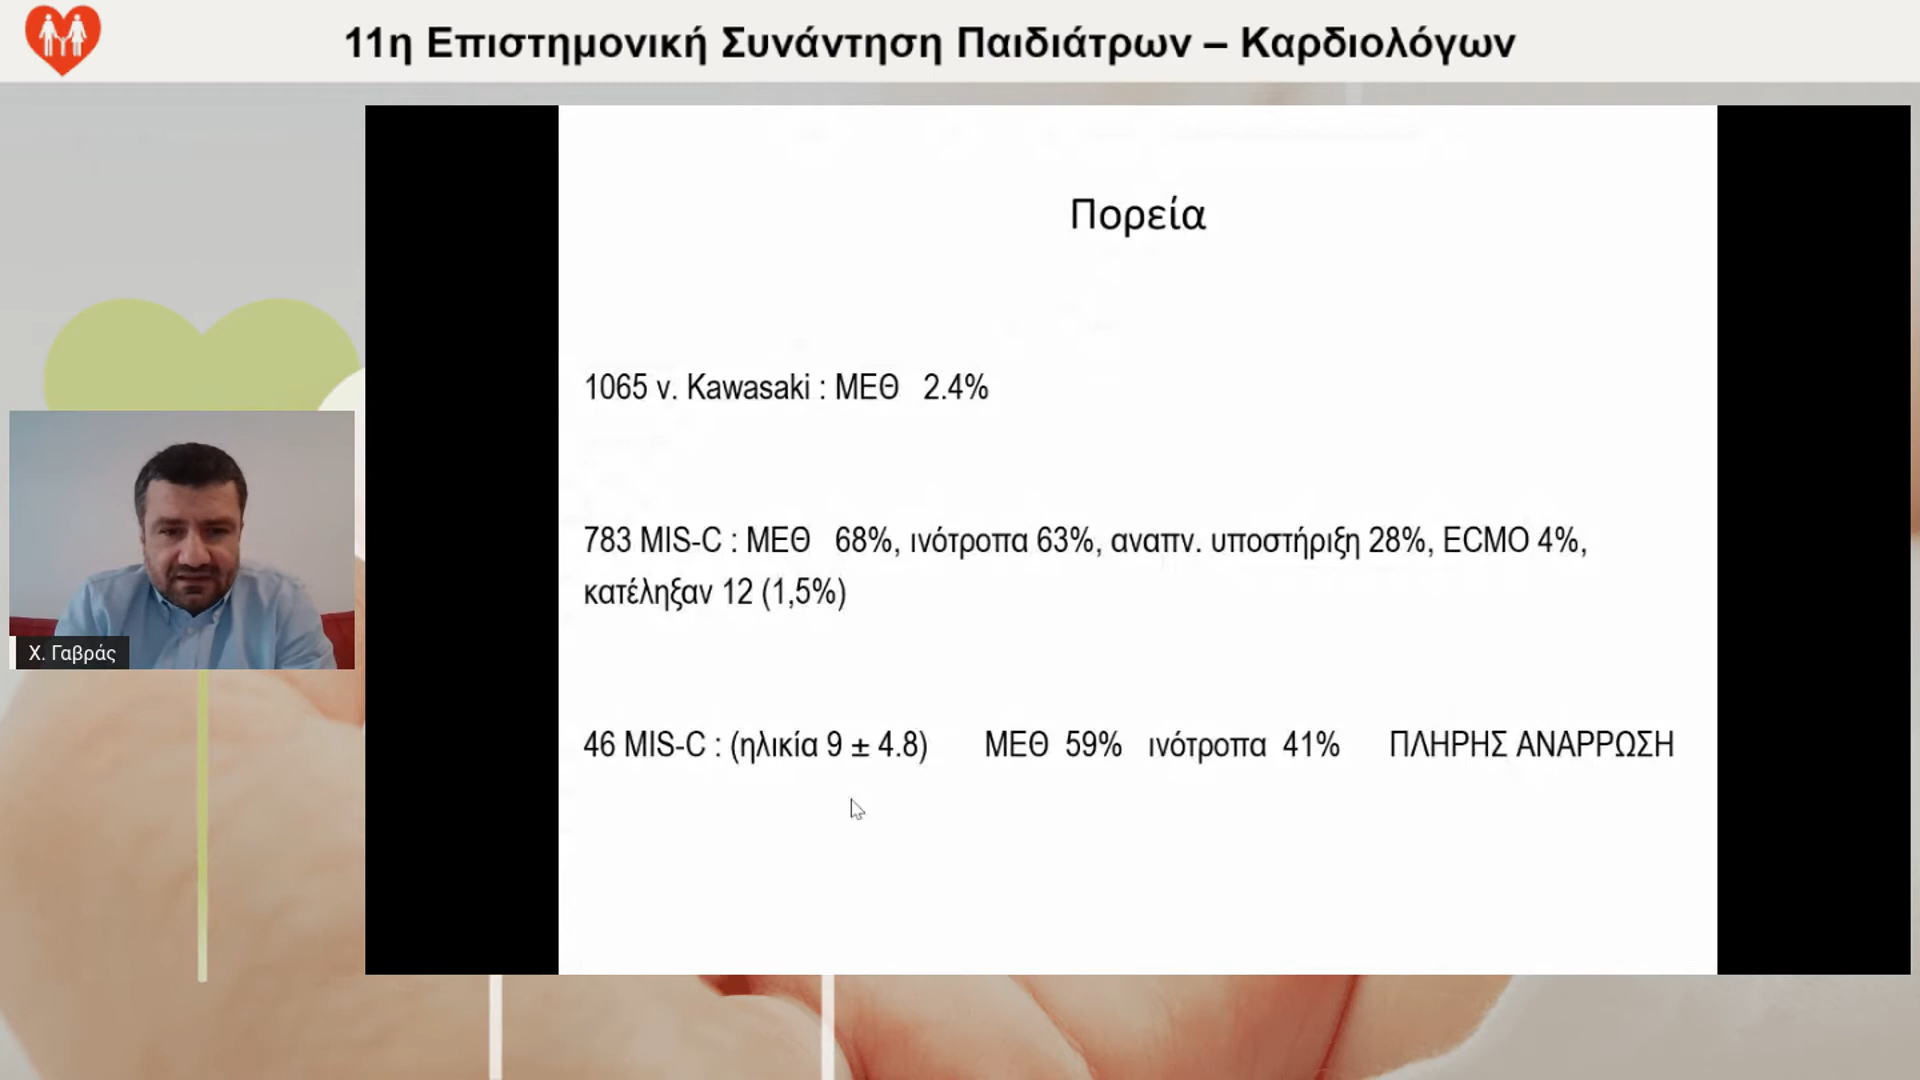 11η Επιστημονική Συνάντηση Παιδιάτρων – Καρδιολόγων
Πορεία
1065 ν. Kawasaki : ΜΕΘ 2.4%
783 MIS-C : ΜΕΘ 68%, ινότροπα 63%, αναπν. υποστήριξη 28%, ECMO 4%,
κατέληξαν 12 (1,5%)
46 MIS-C : (ηλικία 9 ± 4.8) ΜΕΘ 59% ινότροπα 41% ΠΛΗΡΗΣ ΑΝΑΡΡΩΣΗ
Χ. Γαβράς